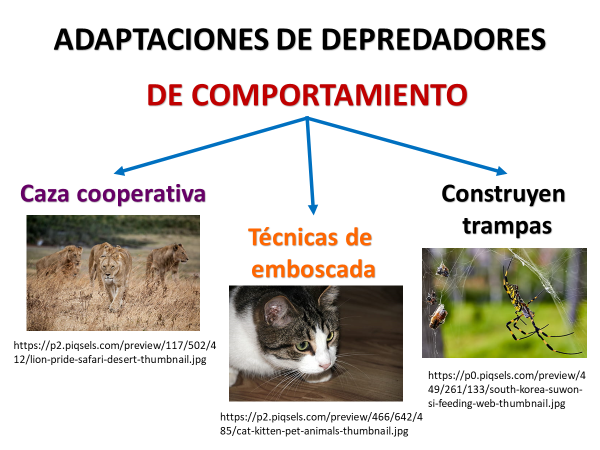 ADAPTACIONES DE DEPREDADORES
DE COMPORTAMIENTO
Caza cooperativa
https://p2.piqsels.com/preview/117/502/4
12/lion-pride-safari-desert-thumbnail.jpg
Técnicas de
emboscada
https://p2.piqsels.com/preview/466/642/4
85/cat-kitten-pet-animals-thumbnail.jpg
Construyen
trampas
https://p0.piqsels.com/preview/4
49/261/133/south-korea-suwon-
si-feeding-web-thumbnail.jpg